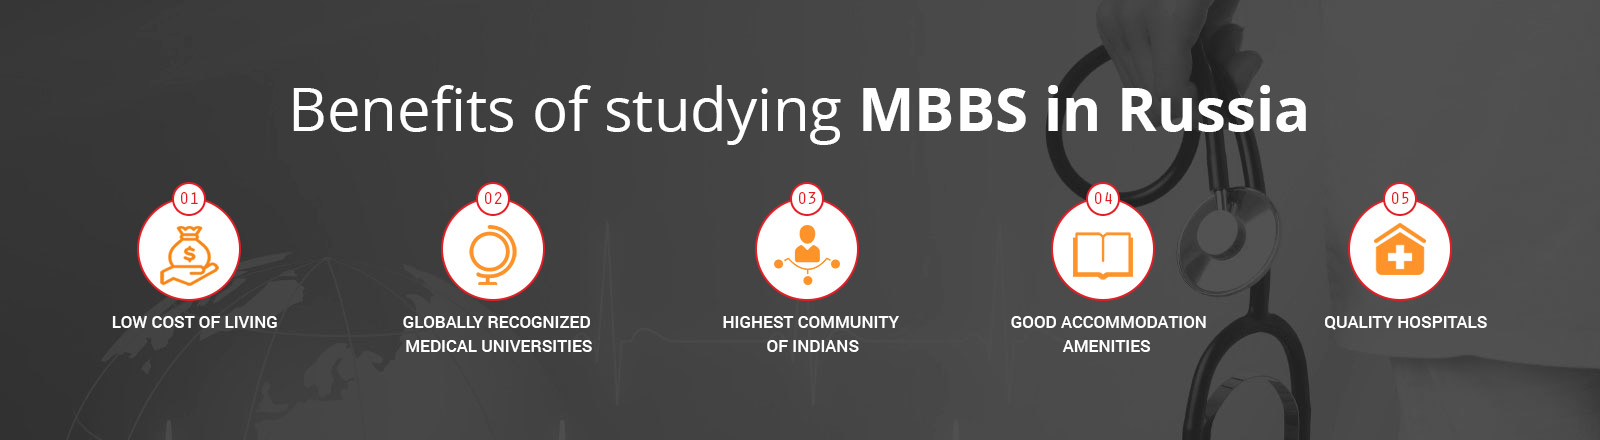 Benefits of studying MBBS in Russia
01
LOW COST OF LIVING
02
GLOBALLY RECOGNIZED
MEDICAL UNIVERSITIES
03
HIGHEST COMMUNITY
OF INDIANS
04
GOOD ACCOMMODATION
AMENITIES
05
QUALITY HOSPITALS